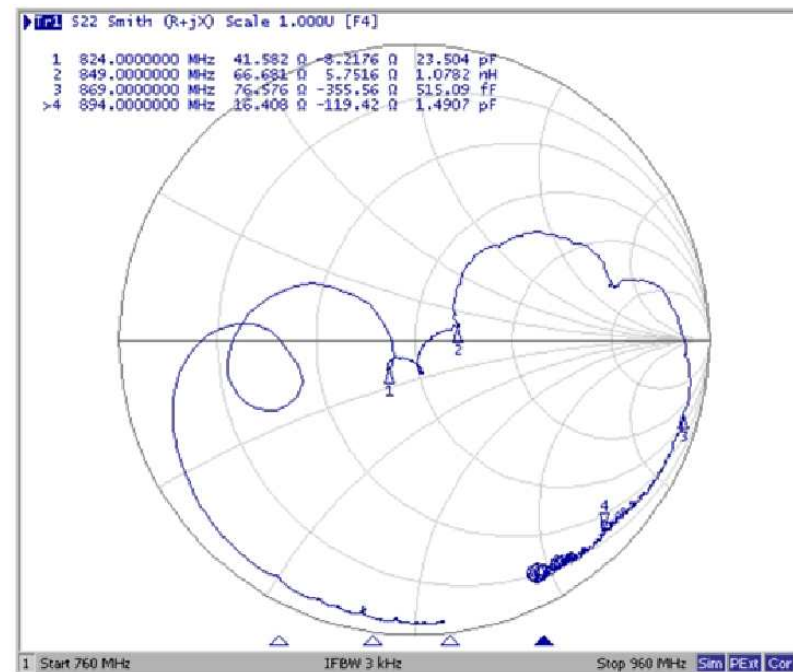 Tr1 S22 Smith (R+jX) Scale 1.000U [F4]
1 824.0000000 MHz 41.582 Ω -8.2176 Ω 23.504 pF
2 849.0000000 MHz 66.681 Ω 5.7516 Ω 1.0782 nH
3 869.0000000 MHz 76.576 Ω -355.56 Ω 515.09 fF
>4 894.0000000 MHz 16.408 Ω -119.42 Ω 1.4907 pF
1
2
3
4
1 Start 760 MHz IFBW 3 kHz Stop 960 MHz Sim PExt Cor